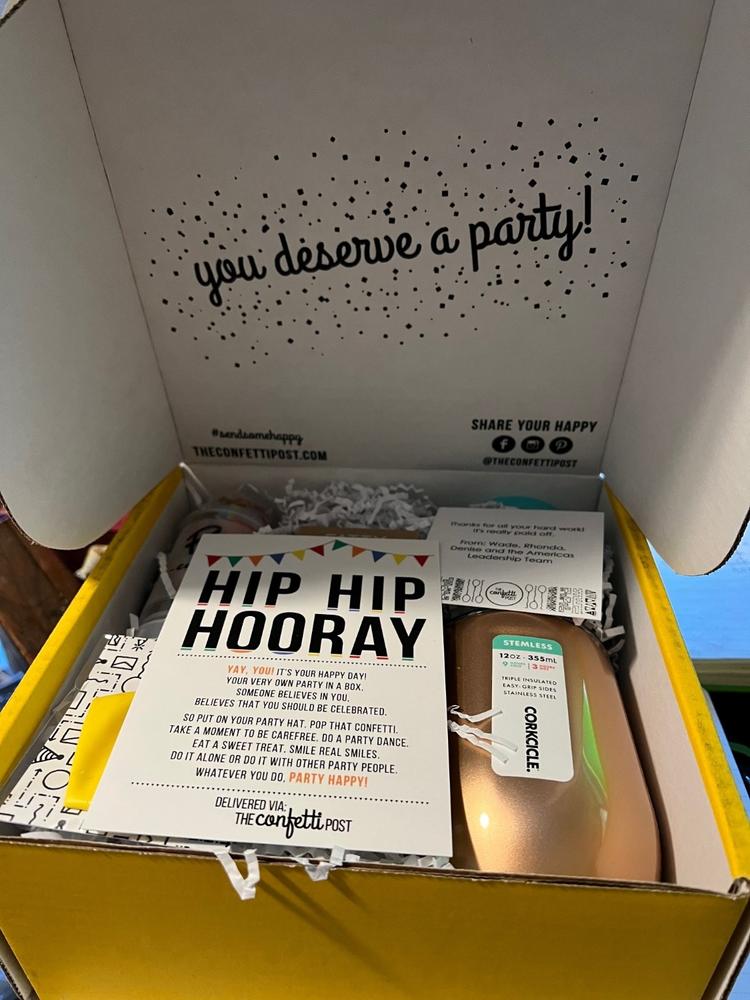 you deserve a party!
#sendsomehappy
THECONFETTIPOST.COM
SHARE YOUR HAPPY
@THECONFETTIPOST
Thanks for all your hard work!
It's really paid off.
From: Wade, Rhonda,
Denise and the Americas
Leadership Team
THE
confetti
POST
HIP HIP
HOORAY
YAY, YOU! IT'S YOUR HAPPY DAY!
YOUR VERY OWN PARTY IN A BOX.
SOMEONE BELIEVES IN YOU,
BELIEVES THAT YOU SHOULD BE CELEBRATED.
SO PUT ON YOUR PARTY HAT. POP THAT CONFETTI.
TAKE A MOMENT TO BE CAREFREE. DO A PARTY DANCE.
EAT A SWEET TREAT. SMILE REAL SMILES.
DO IT ALONE OR DO IT WITH OTHER PARTY PEOPLE.
WHATEVER YOU DO, PARTY HAPPY!
DELIVERED VIA:
THE confetti POST
STEMLESS
12OZ - 355mL
9 3
TRIPLE INSULATED
EASY-GRIP SIDES
STAINLESS STEEL
CORKCICLE.